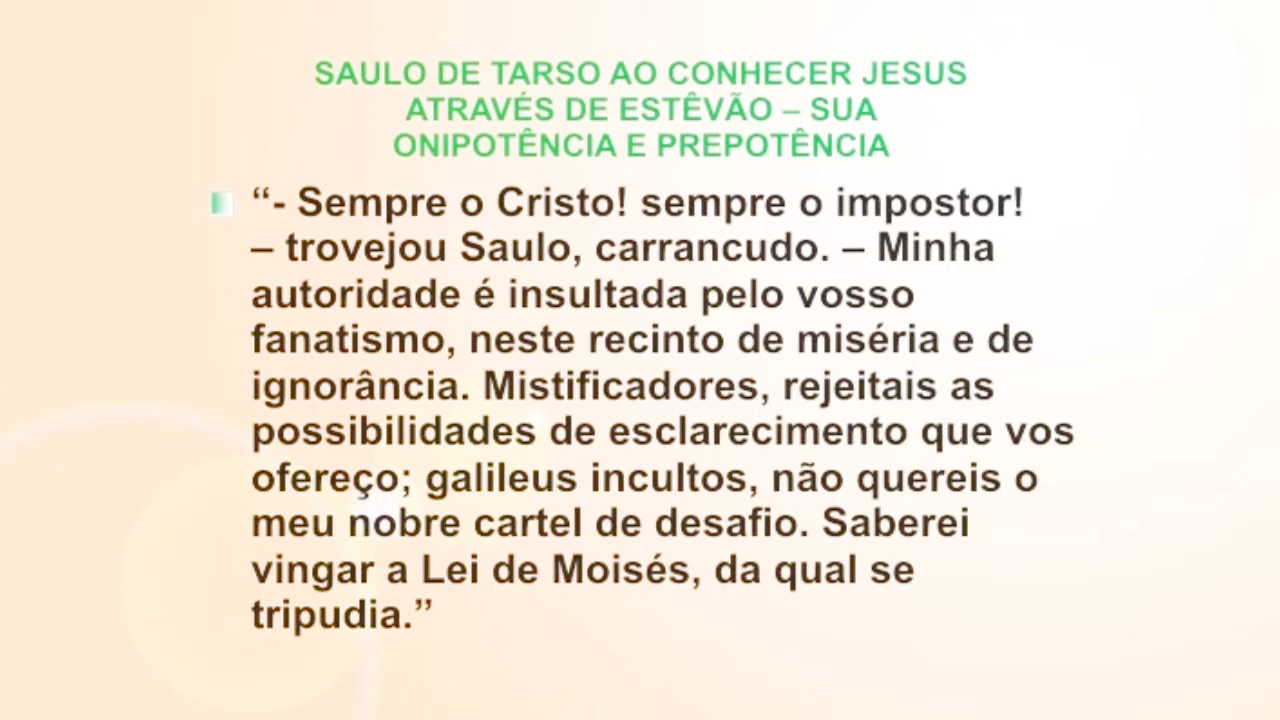 SAULO DE TARSO AO CONHECER JESUS
ATRAVÉS DE ESTÊVÃO – SUA
ONIPOTÊNCIA E PREPOTÊNCIA
“- Sempre o Cristo! sempre o impostor!
– trovejou Saulo, carrancudo. – Minha
autoridade é insultada pelo vosso
fanatismo, neste recinto de miséria e de
ignorância. Mistificadores, rejeitais as
possibilidades de esclarecimento que vos
ofereço; galileus incultos, não quereis o
meu nobre cartel de desafio. Saberei
vingar a Lei de Moisés, da qual se
tripudia.”